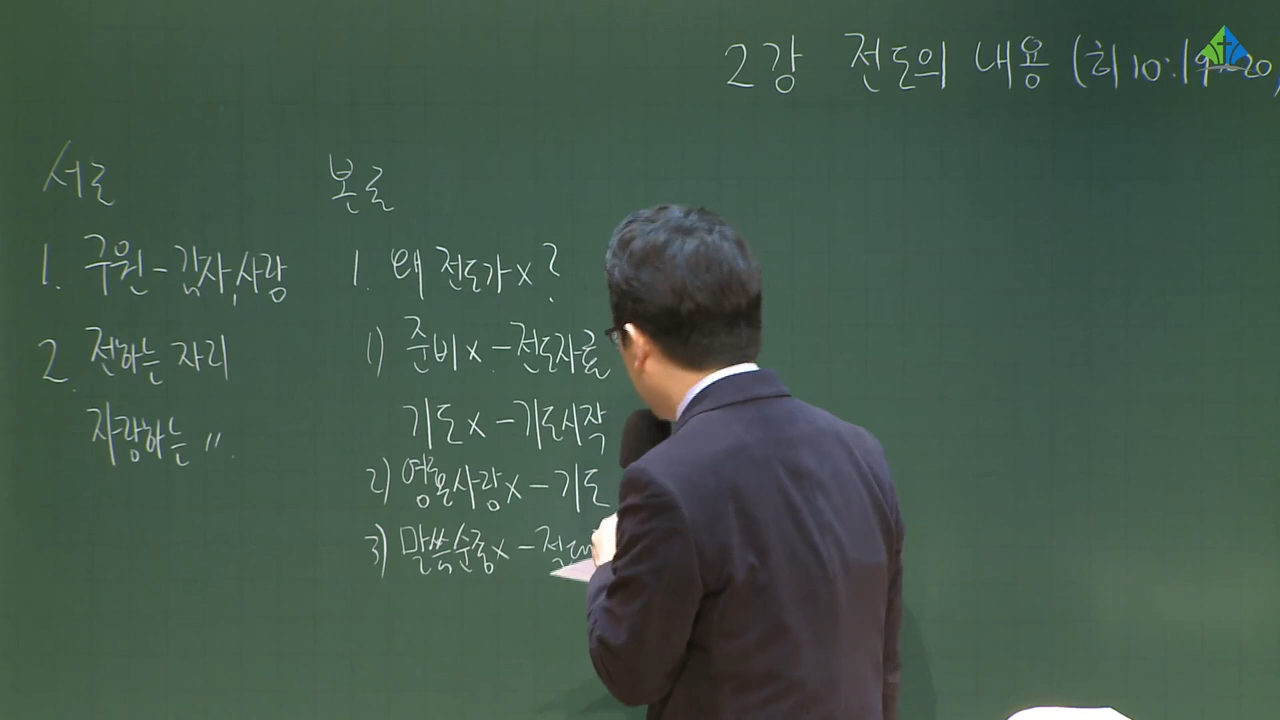 2강 전도의 내용 (히 10:19~20)
서론
1. 구원 - 감사, 사랑
2. 전하는 자리
자랑하는 〃
본론
1. 왜 전도가 x ?
1) 준비 x - 전도자료
기도 x - 기도시작
2) 영혼사랑 x - 기도
3) 말씀순종 x -